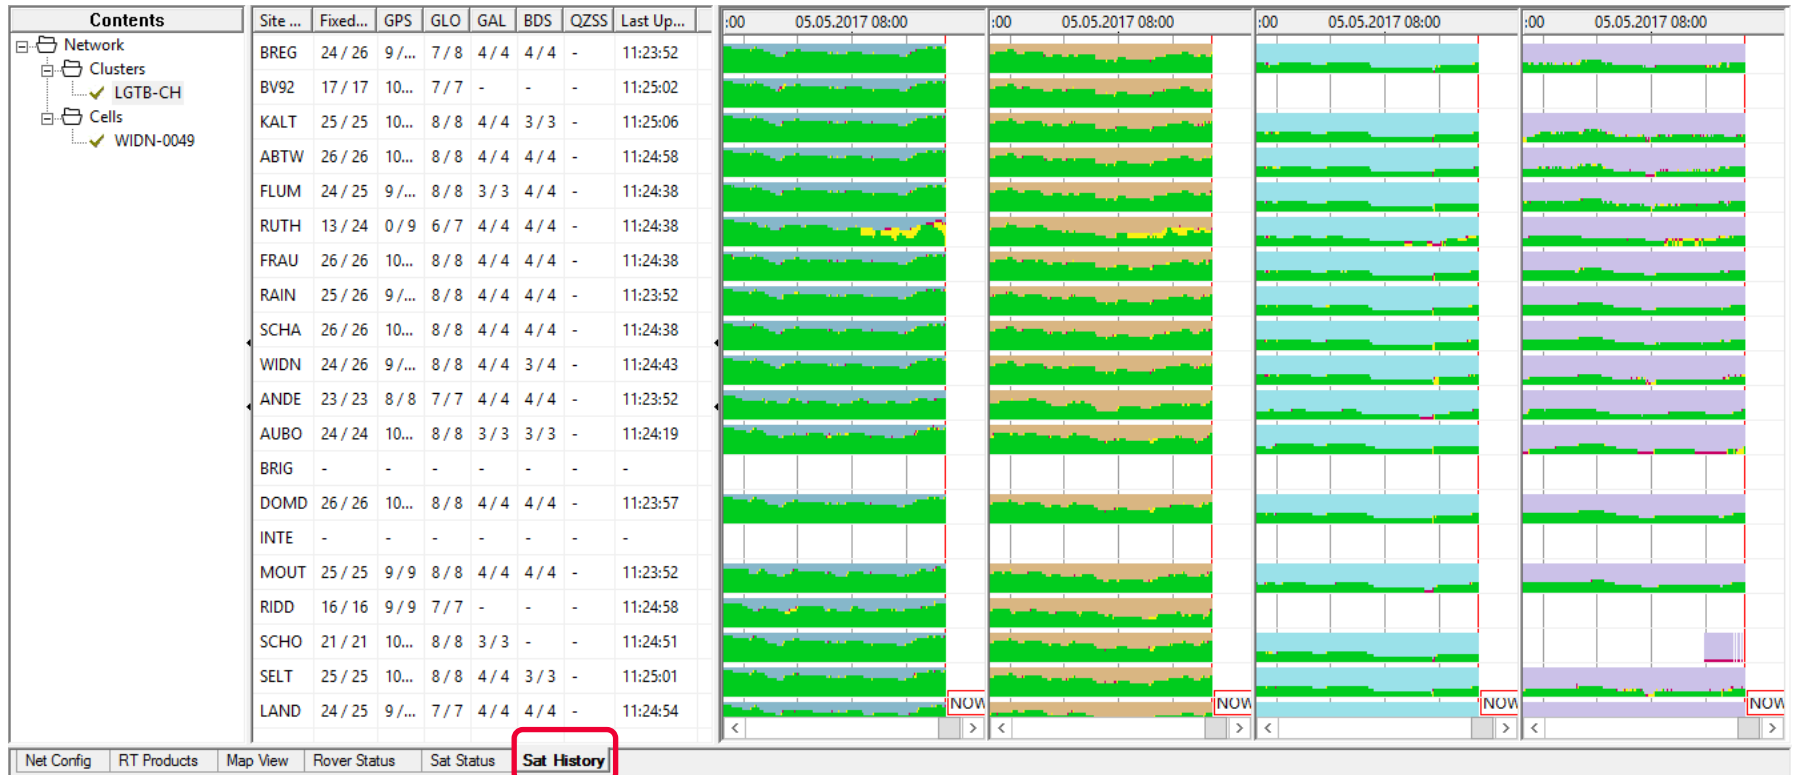 Contents
Network
Clusters
LGTB-CH
Cells
WIDN-0049
Site ... Fixed... GPS GLO GAL BDS QZSS Last Up...
BREG 24 / 26 9 /... 7 / 8 4 / 4 4 / 4 - 11:23:52
BV92 17 / 17 10... 7 / 7 - - - 11:25:02
KALT 25 / 25 10... 8 / 8 4 / 4 3 / 3 - 11:25:06
ABTW 26 / 26 10... 8 / 8 4 / 4 4 / 4 - 11:24:58
FLUM 24 / 25 9 /... 8 / 8 3 / 3 4 / 4 - 11:24:38
RUTH 13 / 24 0 / 9 6 / 7 4 / 4 4 / 4 - 11:24:38
FRAU 26 / 26 10... 8 / 8 4 / 4 4 / 4 - 11:24:38
RAIN 25 / 26 9 /... 8 / 8 4 / 4 4 / 4 - 11:23:52
SCHA 26 / 26 10... 8 / 8 4 / 4 4 / 4 - 11:24:38
WIDN 24 / 26 9 /... 8 / 8 4 / 4 3 / 4 - 11:24:43
ANDE 23 / 23 8 / 8 7 / 7 4 / 4 4 / 4 - 11:23:52
AUBO 24 / 24 10... 8 / 8 3 / 3 3 / 3 - 11:24:19
BRIG - - - - - - -
DOMD 26 / 26 10... 8 / 8 4 / 4 4 / 4 - 11:23:57
INTE - - - - - - -
MOUT 25 / 25 9 / 9 8 / 8 4 / 4 4 / 4 - 11:23:52
RIDD 16 / 16 9 / 9 7 / 7 - - - 11:24:58
SCHO 21 / 21 10... 8 / 8 3 / 3 - - 11:24:51
SELT 25 / 25 10... 8 / 8 4 / 4 3 / 3 - 11:25:01
LAND 24 / 25 9 /... 7 / 7 4 / 4 4 / 4 - 11:24:54
:00 05.05.2017 08:00 :00 05.05.2017 08:00 :00 05.05.2017 08:00 :00 05.05.2017 08:00
NOW NOW NOW NOW
Net Config RT Products Map View Rover Status Sat Status Sat History